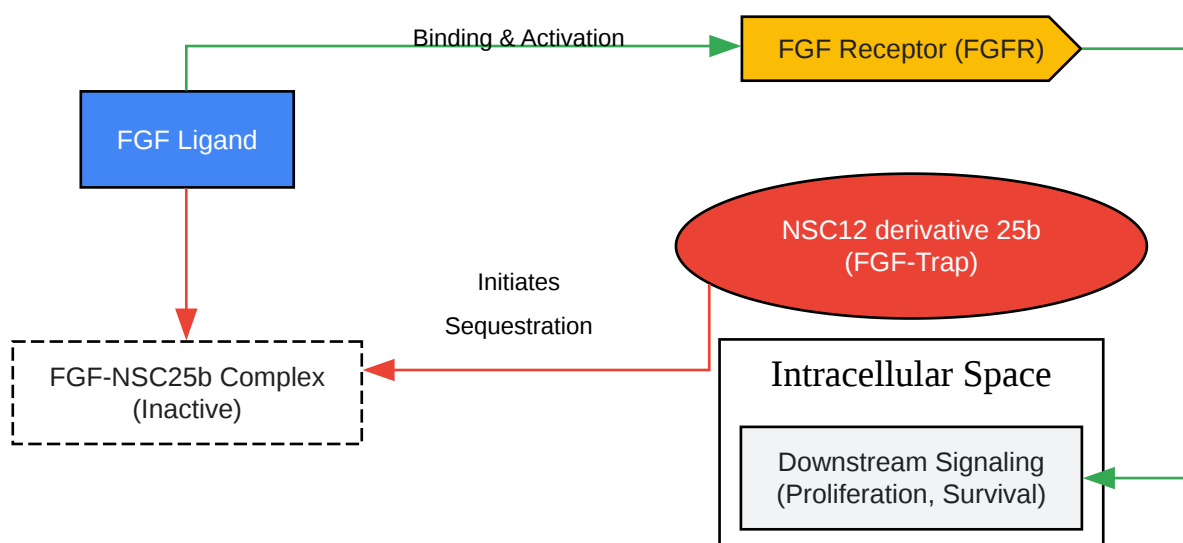 Binding & Activation
FGF Receptor (FGFR)
FGF Ligand
NSC12 derivative 25b
(FGF-Trap)
Initiates
Sequestration
FGF-NSC25b Complex
(Inactive)
Intracellular Space
Downstream Signaling
(Proliferation, Survival)